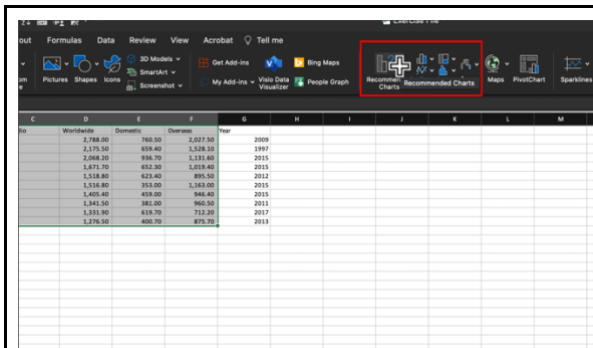 Exercise File
out Formulas Data Review View Acrobat Tell me
Pictures Shapes Icons
3D Models
SmartArt
Screenshot
Get Add-ins
My Add-ins
Visio Data Visualizer
Bing Maps
People Graph
Recommen
Charts
Recommended Charts
Maps PivotChart Sparklines
C D E F G H I J K L M
Worldwide Domestic Overseas Year
2,788.00 760.50 2,027.50 2009
2,175.50 659.40 1,528.10 1997
2,068.20 936.70 1,131.60 2015
1,671.70 652.30 1,019.40 2015
1,518.80 623.40 895.50 2012
1,516.80 353.00 1,163.00 2015
1,405.40 459.00 946.40 2015
1,341.50 381.00 960.50 2011
1,331.90 619.70 712.20 2017
1,276.50 400.70 875.70 2013